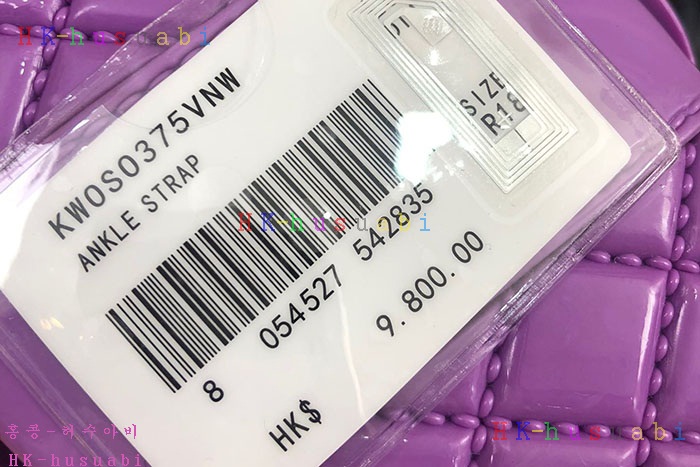 HK-husuabi
KW0S0375VNW
ANKLE STRAP
SIZE
R18
HK-husuabi
8 054527 542835
HK$ 9.800.00
홍콩-허수아비
HK-husuabi
HK-husuabi